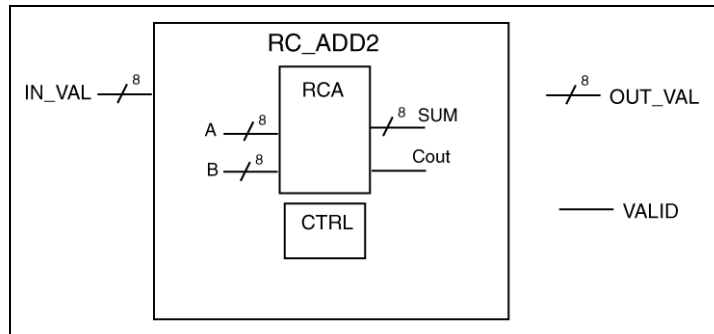 RC_ADD2
IN_VAL 8
RCA
A 8
B 8
8 SUM
Cout
CTRL
8 OUT_VAL
VALID